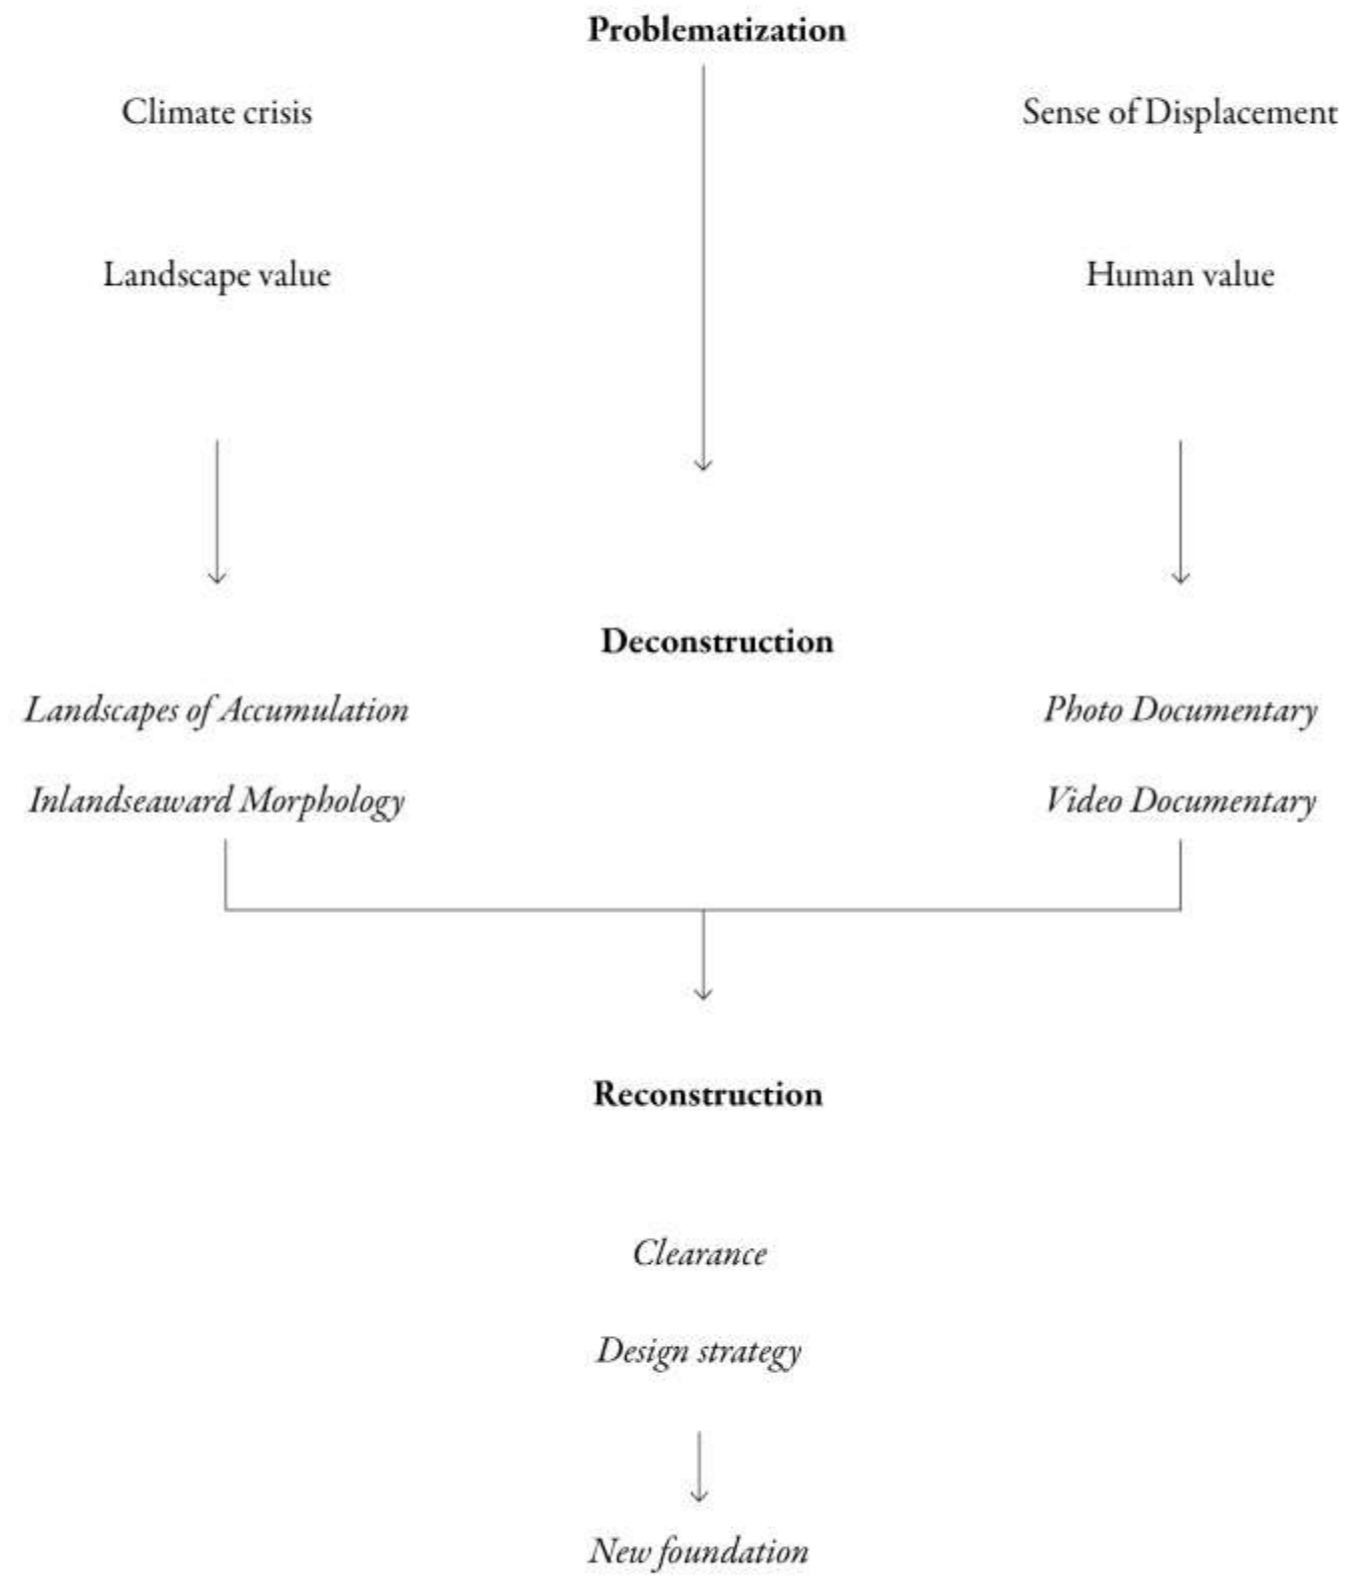 Problematization
Climate crisis
Sense of Displacement
Landscape value
Human value
Deconstruction
Landscapes of Accumulation
Photo Documentary
Inlandseaward Morphology
Video Documentary
Reconstruction
Clearance
Design strategy
New foundation